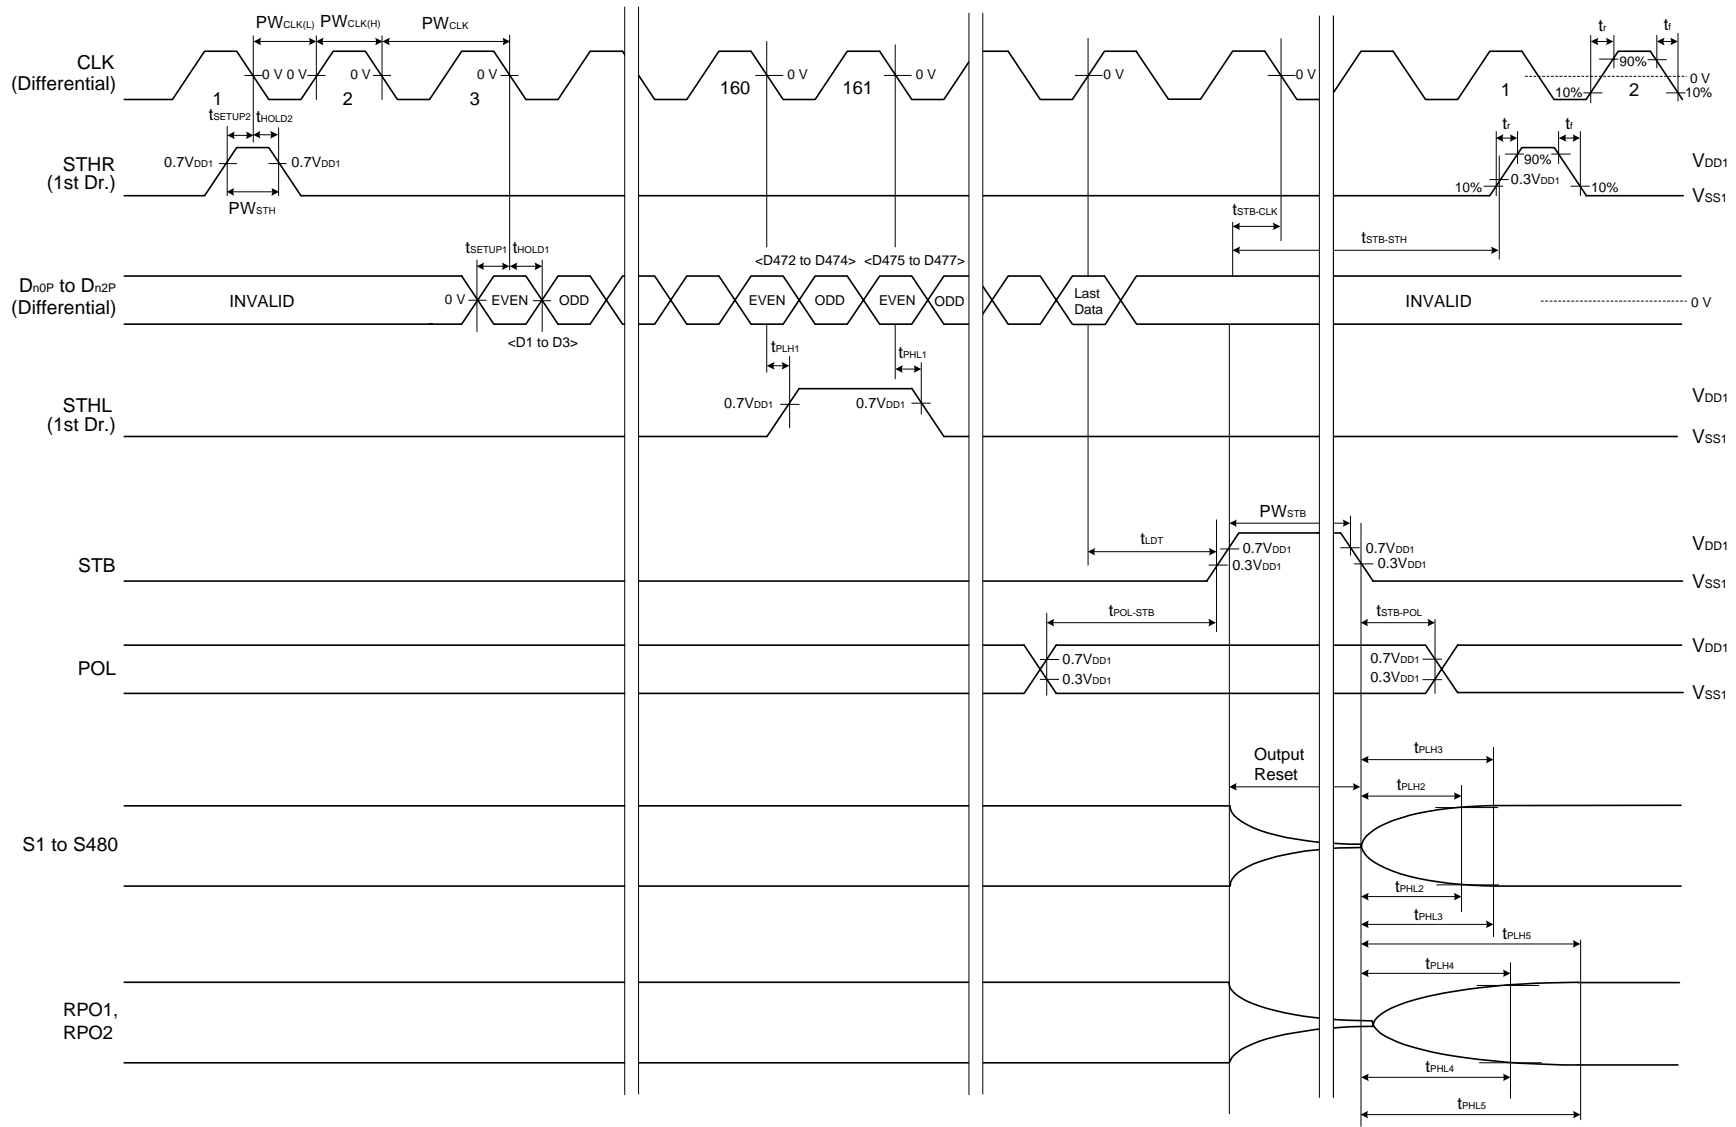 PWCLK(L) PWCLK(H) PWCLK tr tf
CLK
(Differential)
0 V 0 V 0 V 0 V 0 V 0 V 0 V 0 V 90% 0 V
1 2 3 160 161 1 10% 2 10%
tSETUP2 tHOLD2 tr tf
STHR
(1st Dr.)
0.7VDD1 0.7VDD1 90% VDD1
0.3VDD1
10% 10% VSS1
PWSTH
tSTB-CLK
tSTB-STH
tSETUP1 tHOLD1 <D472 to D474> <D475 to D477>
Dn0P to Dn2P
(Differential)
INVALID 0 V EVEN ODD EVEN ODD EVEN ODD Last
Data INVALID 0 V
<D1 to D3>
tPLH1 tPHL1
STHL
(1st Dr.)
0.7VDD1 0.7VDD1 VDD1
VSS1
PWSTB
tLDT
STB
0.7VDD1 0.7VDD1 VDD1
0.3VDD1 0.3VDD1
VSS1
tPOL-STB tSTB-POL
POL
0.7VDD1 0.7VDD1 VDD1
0.3VDD1 0.3VDD1
VSS1
Output
Reset
tPLH3
tPLH2
S1 to S480
tPHL2
tPHL3
tPLH5
tPLH4
RPO1,
RPO2
tPHL4
tPHL5